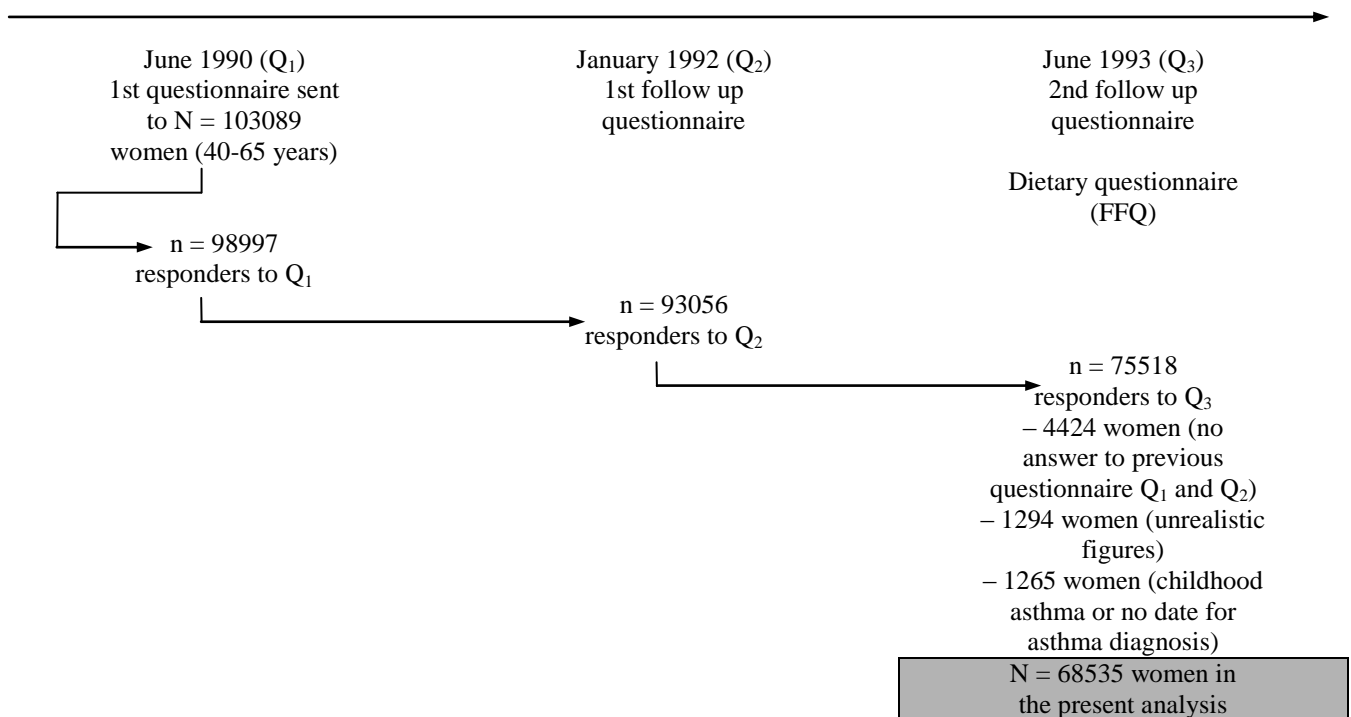 June 1990 (Q₁)
1st questionnaire sent
to N = 103089
women (40-65 years)
January 1992 (Q₂)
1st follow up
questionnaire
June 1993 (Q₃)
2nd follow up
questionnaire
Dietary questionnaire
(FFQ)
n = 98997
responders to Q₁
n = 93056
responders to Q₂
n = 75518
responders to Q₃
– 4424 women (no
answer to previous
questionnaire Q₁ and Q₂)
– 1294 women (unrealistic
figures)
– 1265 women (childhood
asthma or no date for
asthma diagnosis)
N = 68535 women in
the present analysis